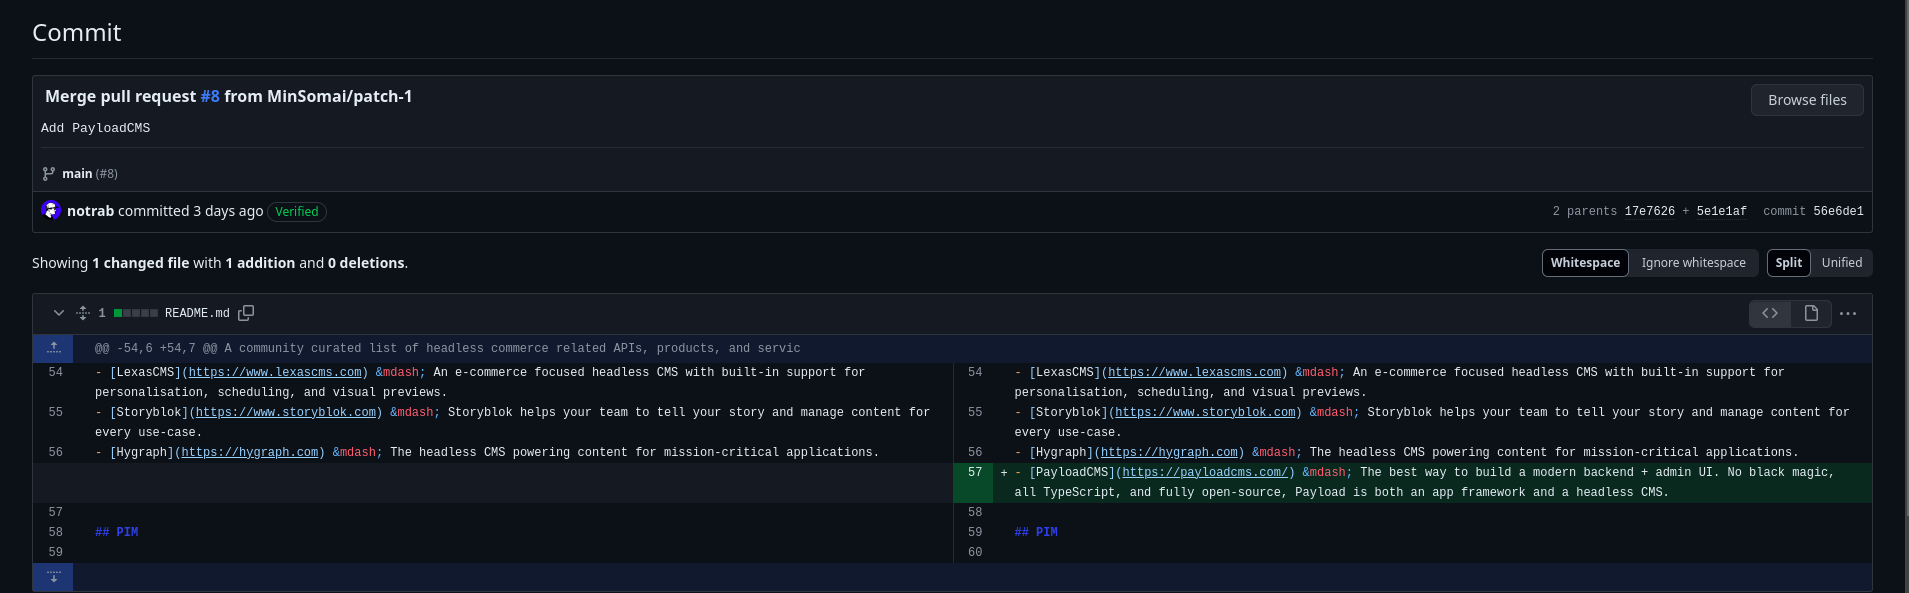 Commit
Merge pull request #8 from MinSomai/patch-1
Browse files
Add PayloadCMS
main (#8)
notrab committed 3 days ago Verified
2 parents 17e7626 + 5e1e1af commit 56e6de1
Showing 1 changed file with 1 addition and 0 deletions.
Whitespace Ignore whitespace Split Unified
1 README.md
@@ -54,6 +54,7 @@ A community curated list of headless commerce related APIs, products, and servic
54 - [LexasCMS](https://www.lexascms.com) &mdash; An e-commerce focused headless CMS with built-in support for
personalisation, scheduling, and visual previews.
55 - [Storyblok](https://www.storyblok.com) &mdash; Storyblok helps your team to tell your story and manage content for
every use-case.
56 - [Hygraph](https://hygraph.com) &mdash; The headless CMS powering content for mission-critical applications.
57
58 ## PIM
59
54 - [LexasCMS](https://www.lexascms.com) &mdash; An e-commerce focused headless CMS with built-in support for
personalisation, scheduling, and visual previews.
55 - [Storyblok](https://www.storyblok.com) &mdash; Storyblok helps your team to tell your story and manage content for
every use-case.
56 - [Hygraph](https://hygraph.com) &mdash; The headless CMS powering content for mission-critical applications.
57 + - [PayloadCMS](https://payloadcms.com/) &mdash; The best way to build a modern backend + admin UI. No black magic,
all TypeScript, and fully open-source, Payload is both an app framework and a headless CMS.
58
59 ## PIM
60